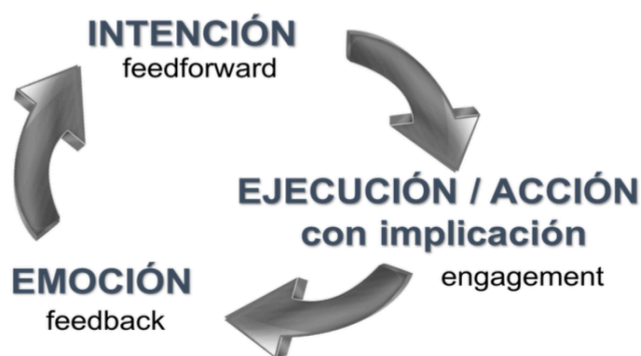 INTENCIÓN
feedforward
EJECUCIÓN / ACCIÓN
con implicación
engagement
EMOCIÓN
feedback